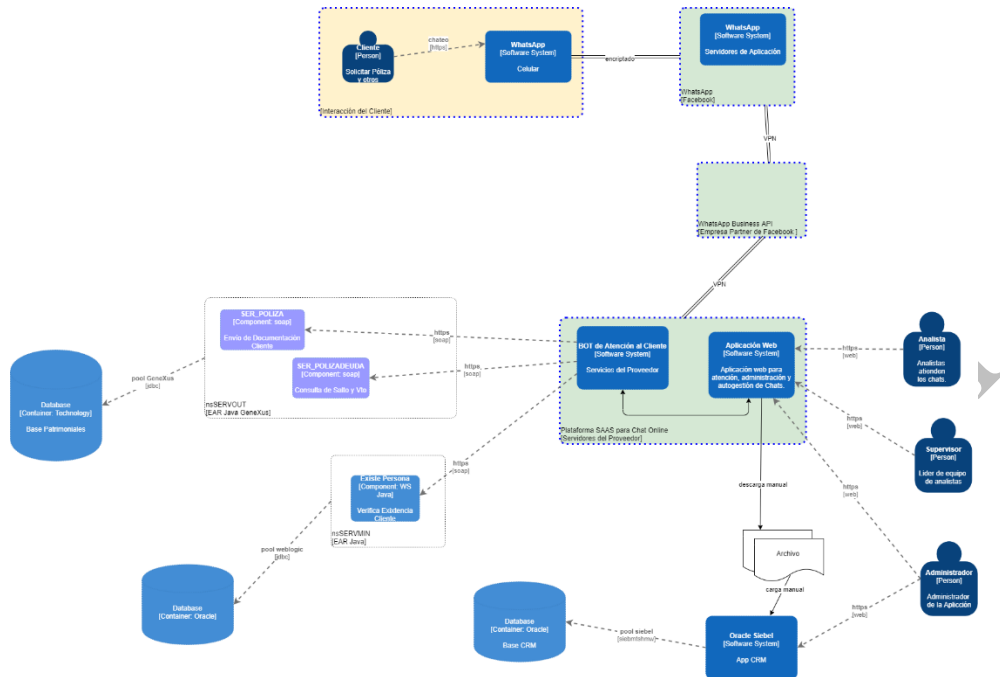 Cliente
[Person]
Solicitar Póliza
y otros
chateo
[https]
WhatsApp
[Software System]
Celular
[Interacción del Cliente]
encriptado
WhatsApp
[Software System]
Servidores de Aplicación
WhatsApp
[Facebook]
VPN
WhatsApp Business API
[Empresa Partner de Facebook ]
VPN
SER_POLIZA
[Component: soap]
Envío de Documentación
Cliente
SER_POLIZADEUDA
[Component: soap]
Consulta de Saldo y Vto
nsSERVOUT
[EAR Java GeneXus]
https
[soap]
https
[soap]
BOT de Atención al Cliente
[Software System]
Servicios del Proveedor
Aplicación Web
[Software System]
Aplicación web para
atención, administración y
autogestión de Chats.
Plataforma SAAS para Chat Online
[Servidores del Proveedor]
https
[web]
Analista
[Person]
Analistas
atienden
los chats.
Database
[Container: Technology]
Base Patrimoniales
pool GeneXus
[jdbc]
https
[web]
Supervisor
[Person]
Lider de equipo
de analistas
https
[soap]
Existe Persona
[Component: WS
Java]
Verifica Existencia
Cliente
nsSERVMIN
[EAR Java]
https
[web]
descarga manual
Archivo
carga manual
pool weblogic
[jdbc]
Database
[Container: Oracle]
Administrador
[Person]
Administrador
de la Aplicción
https
[web]
Database
[Container: Oracle]
Base CRM
pool siebel
Oracle Siebel
[Software System]
App CRM